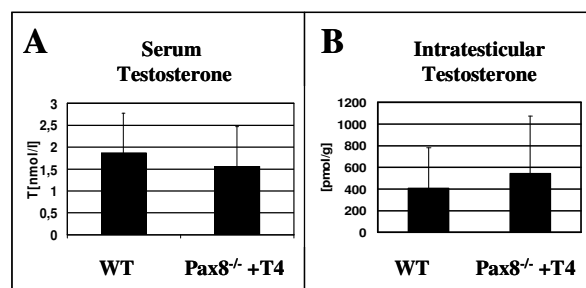 A
Serum
Testosterone
T[nmol/l]
3
2,5
2
1,5
1
0,5
0
WT Pax8-/- +T4
B
Intratesticular
Testosterone
[pmol/g]
1200
1000
800
600
400
200
0
WT Pax8-/- +T4